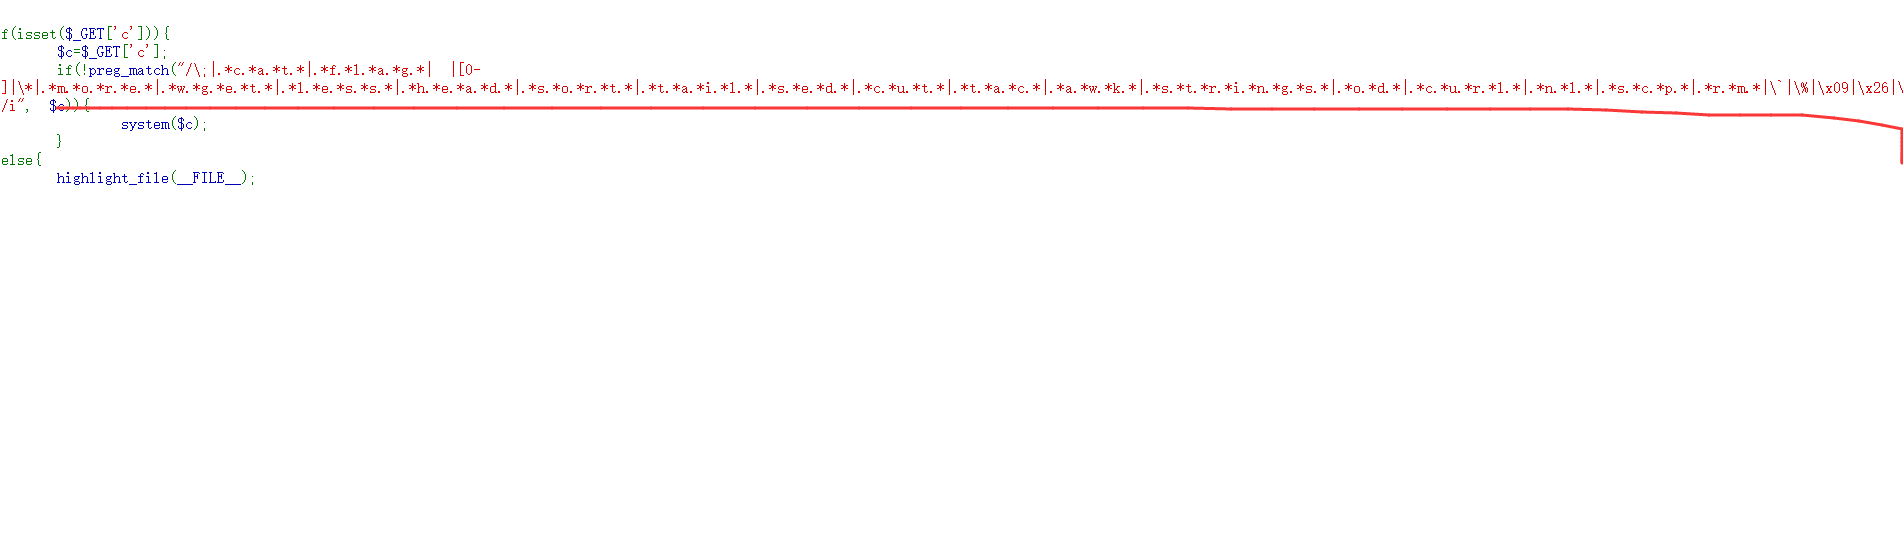 f(isset($_GET['c'])){
$c=$_GET['c'];
if(!preg_match("/\;|.*c.*a.*t.*|.*f.*l.*a.*g.*| |[0-
]|\*|.*m.*o.*r.*e.*|.*w.*g.*e.*t.*|.*l.*e.*s.*s.*|.*h.*e.*a.*d.*|.*s.*o.*r.*t.*|.*t.*a.*i.*l.*|.*s.*e.*d.*|.*c.*u.*t.*|.*t.*a.*c.*|.*a.*w.*k.*|.*s.*t.*r.*i.*n.*g.*s.*|.*o.*d.*|.*c.*u.*r.*l.*|.*n.*l.*|.*s.*c.*p.*|.*r.*m.*|\`|\%|\x09|\x26|\
/i", $c)){
system($c);
}
else{
highlight_file(__FILE__);